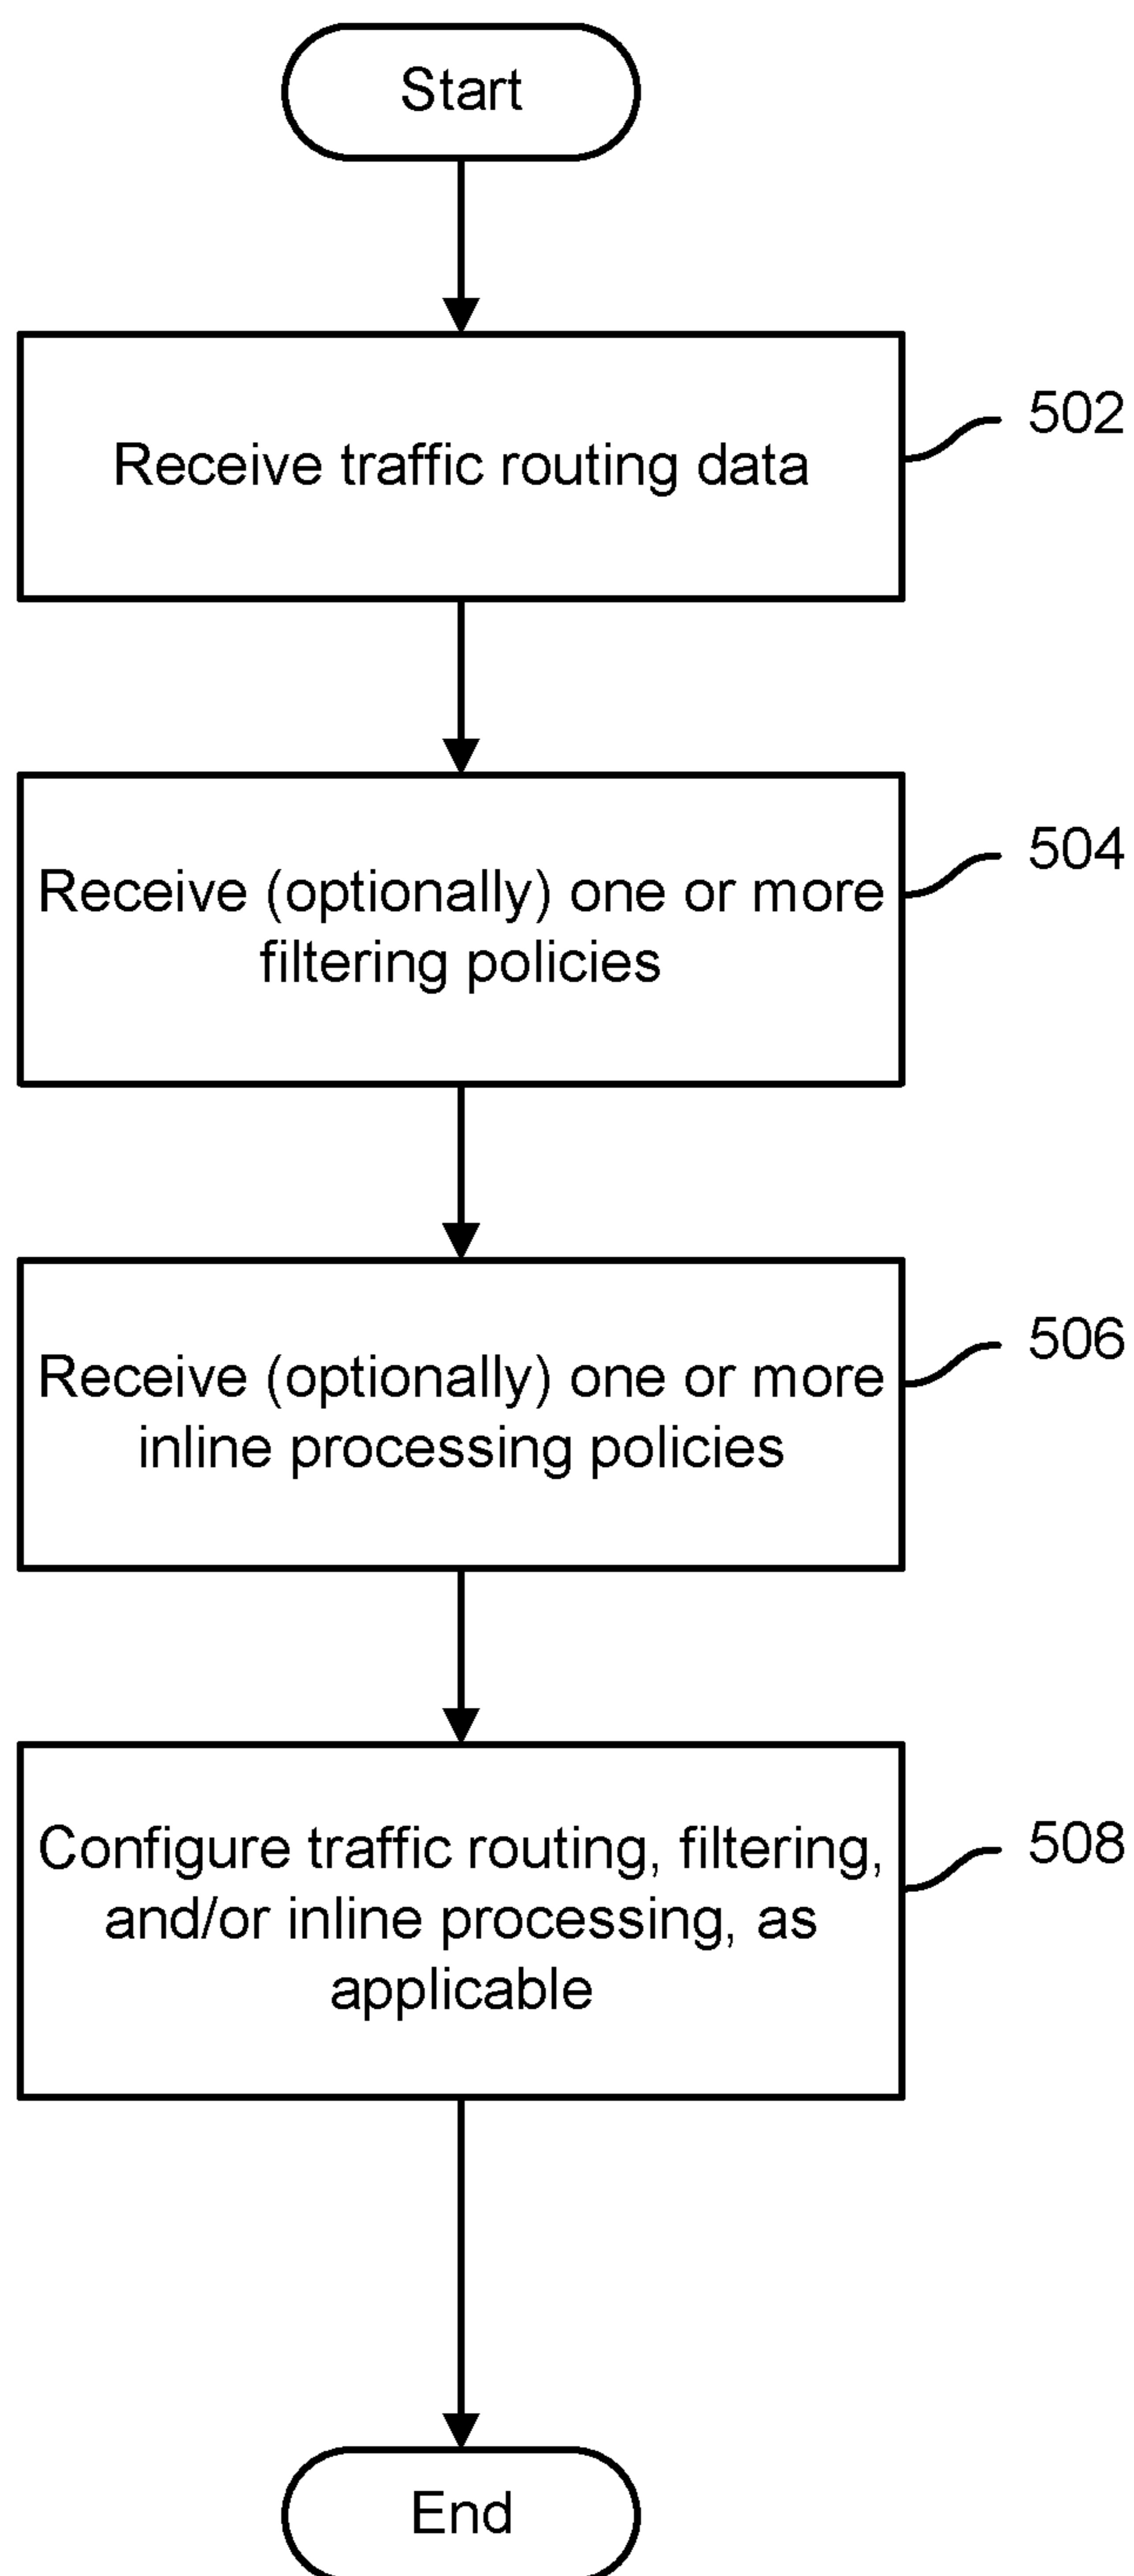 Start
Receive traffic routing data
502
Receive (optionally) one or more
filtering policies
504
Receive (optionally) one or more
inline processing policies
506
Configure traffic routing, filtering,
and/or inline processing, as
applicable
508
End